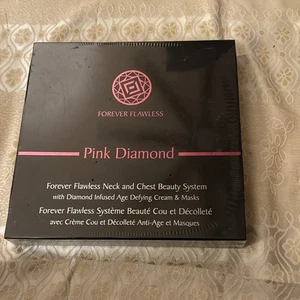 FOREVER FLAWLESS
Pink Diamond
Forever Flawless Neck and Chest Beauty System
with Diamond Infused Age Defying Cream & Masks
Forever Flawless Système Beauté Cou et Décolleté
avec Crème Cou et Décolleté Anti-Age et Masques